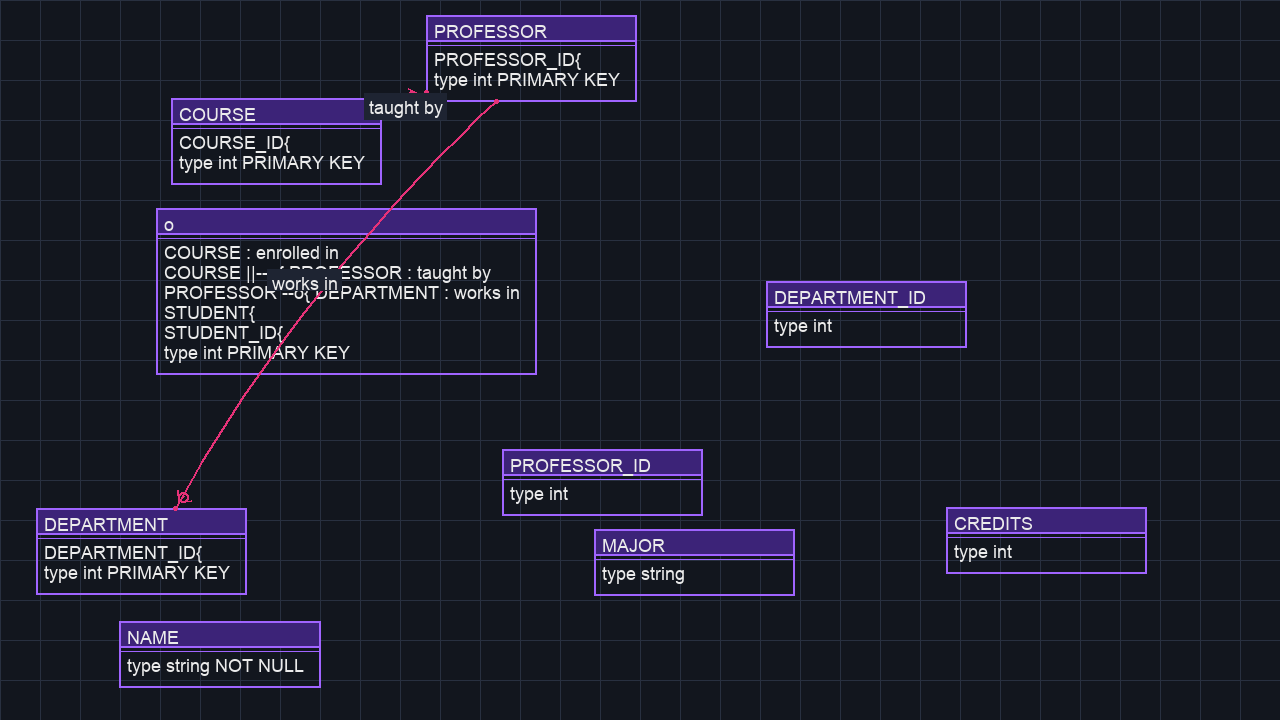 PROFESSOR
PROFESSOR_ID{
type int PRIMARY KEY
taught by
COURSE
COURSE_ID{
type int PRIMARY KEY
o
COURSE : enrolled in
COURSE ||-- PROFESSOR : taught by
works in
PROFESSOR --o{ DEPARTMENT : works in
STUDENT{
STUDENT_ID{
type int PRIMARY KEY
DEPARTMENT_ID
type int
PROFESSOR_ID
type int
MAJOR
type string
CREDITS
type int
DEPARTMENT
DEPARTMENT_ID{
type int PRIMARY KEY
NAME
type string NOT NULL